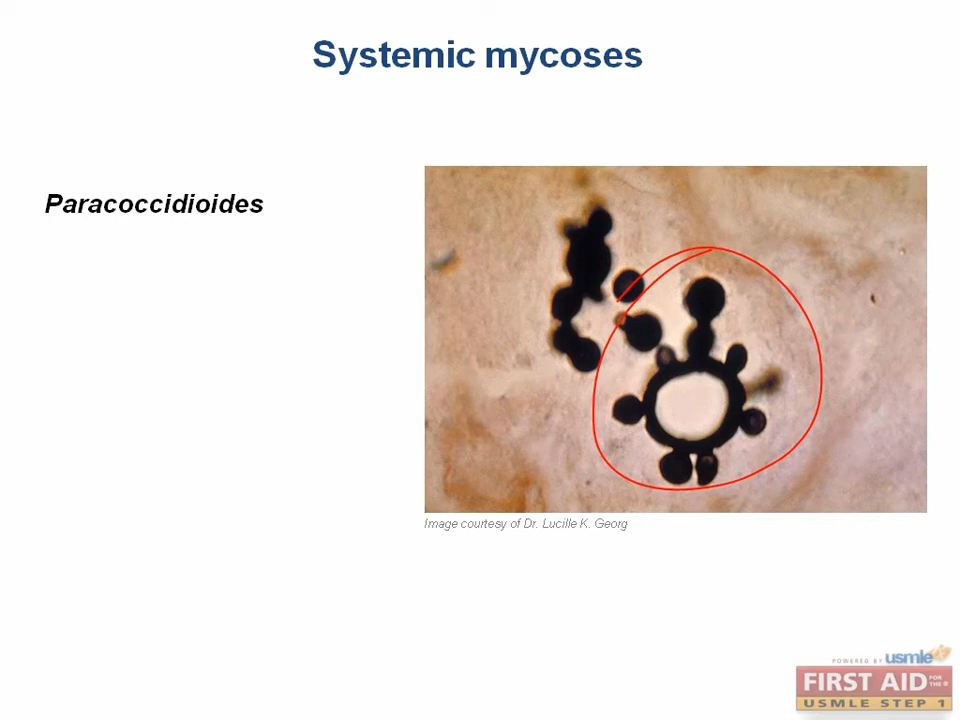 Systemic mycoses
Paracoccidioides
Image courtesy of Dr. Lucille K. Georg
POWERED BY usmle
FIRST AID FOR THE ®
USMLE STEP 1